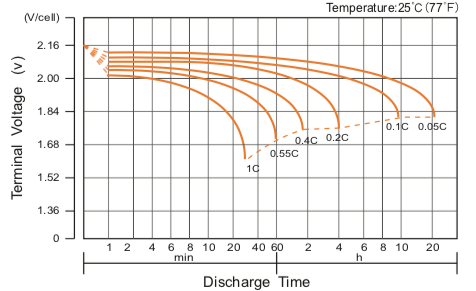 Temperature:25°C (77°F)
(V/cell)
2.16
2.00
1.84
1.68
1.52
1.36
0
Terminal Voltage (v)
0.1C 0.05C
0.2C
0.4C
0.55C
1C
1 2 4 6 8 10 20 40 60 2 4 6 8 10 20
min h
Discharge Time